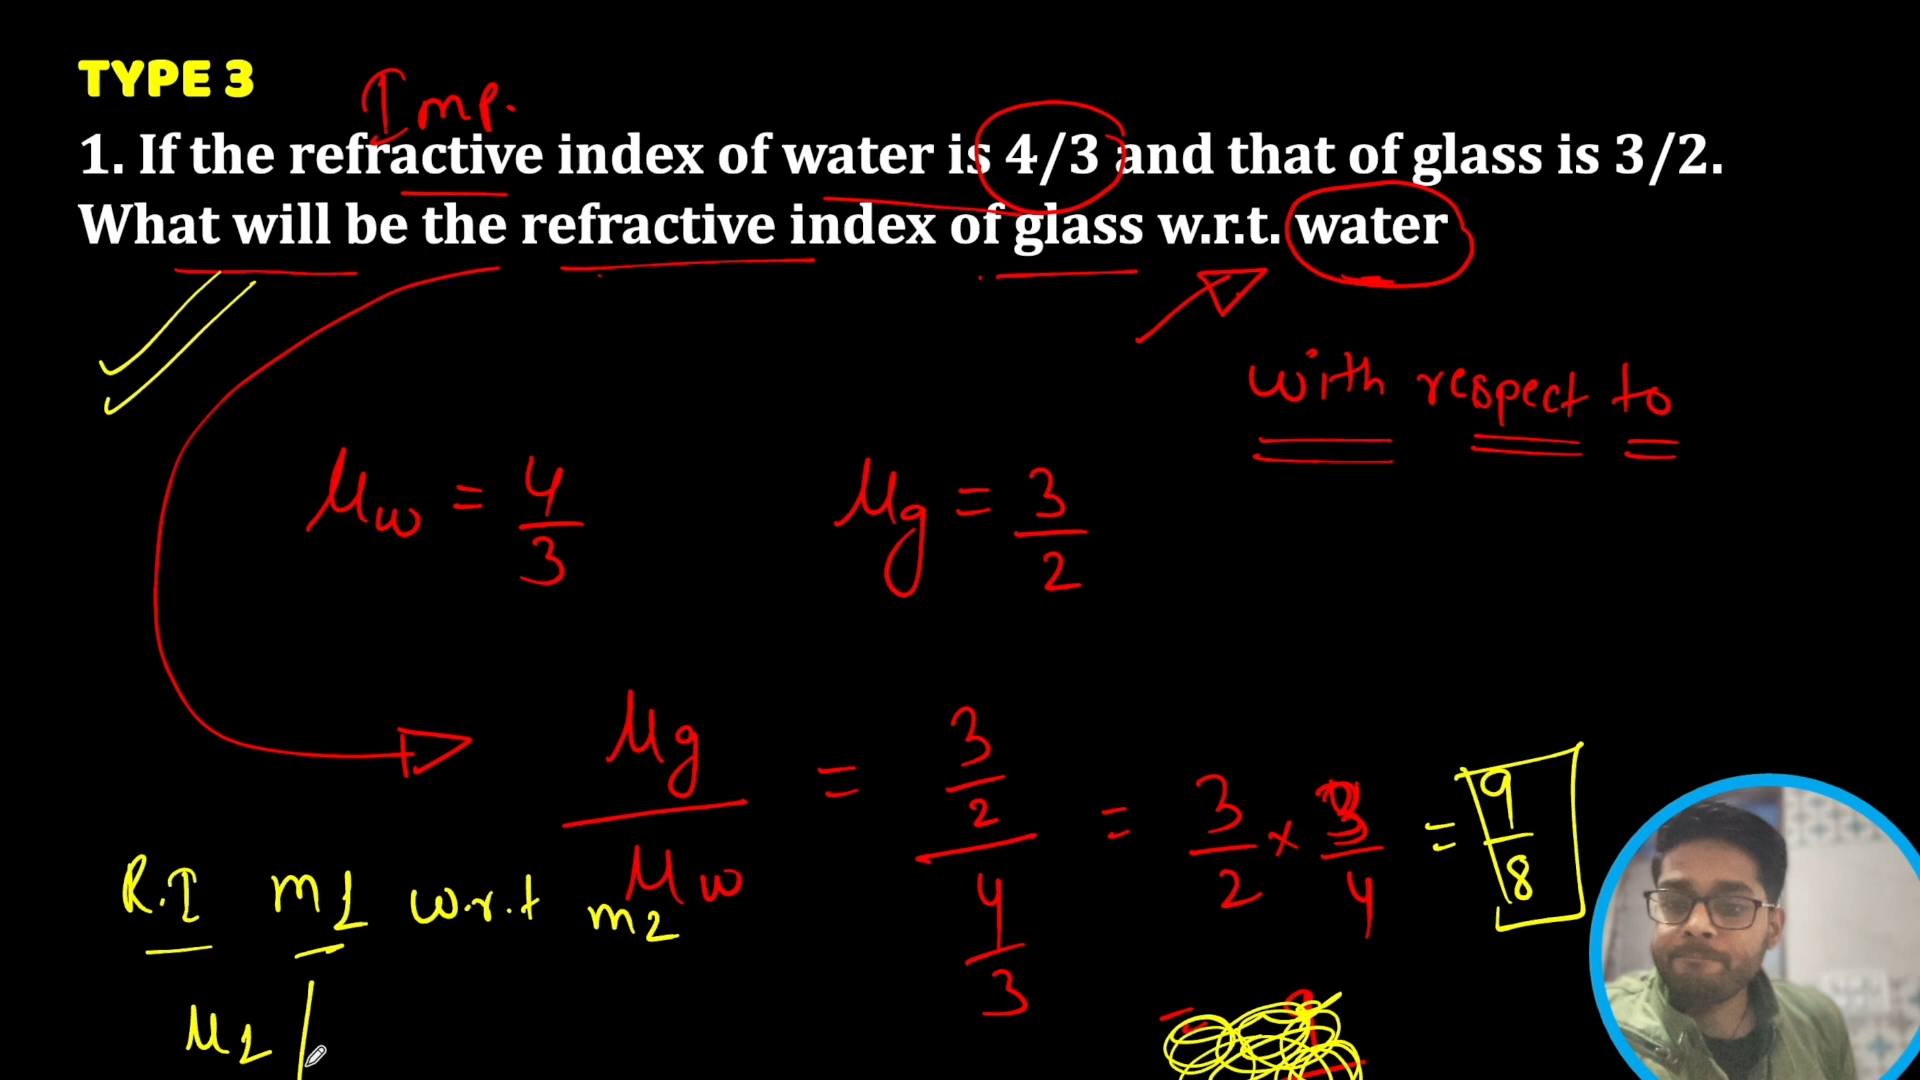 TYPE 3
Imp.
1. If the refractive index of water is 4/3 and that of glass is 3/2.
What will be the refractive index of glass w.r.t. water
with respect to
μw = 4/3 μg = 3/2
μg/μw = 3/2 / 4/3 = 3/2 × 3/4 = 9/8
R.I m1 w.r.t m2
μ1 /